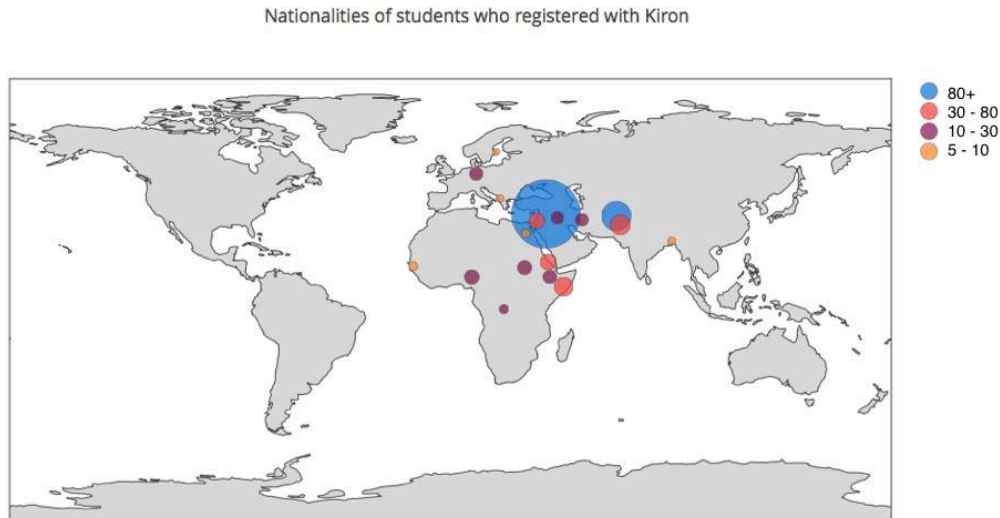 Nationalities of students who registered with Kiron
80+
30 - 80
10 - 30
5 - 10